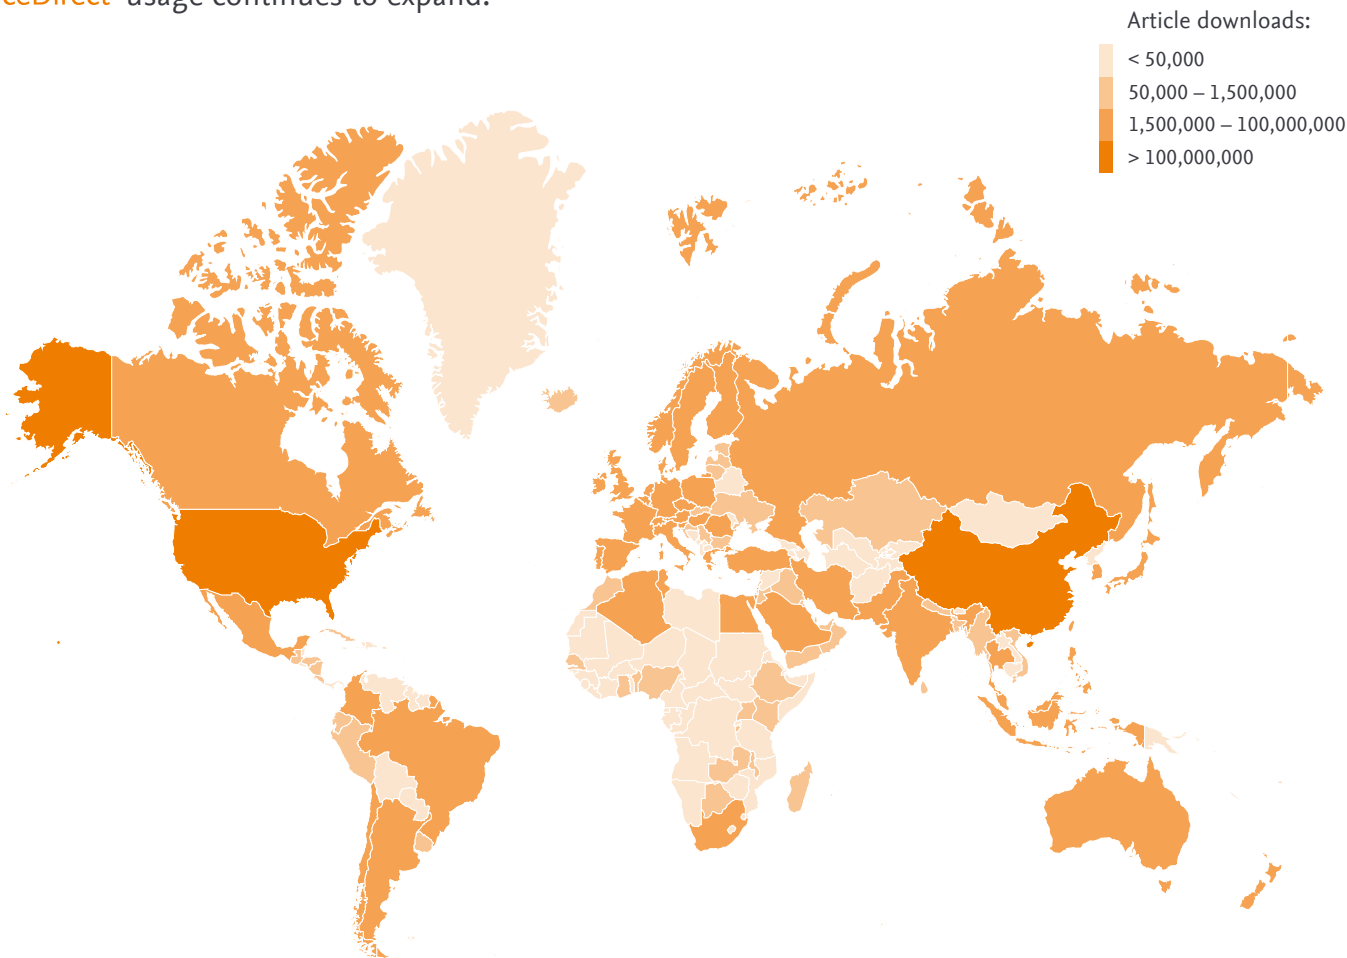 ceDirect usage continues to expand.
Article downloads:
< 50,000
50,000 – 1,500,000
1,500,000 – 100,000,000
> 100,000,000